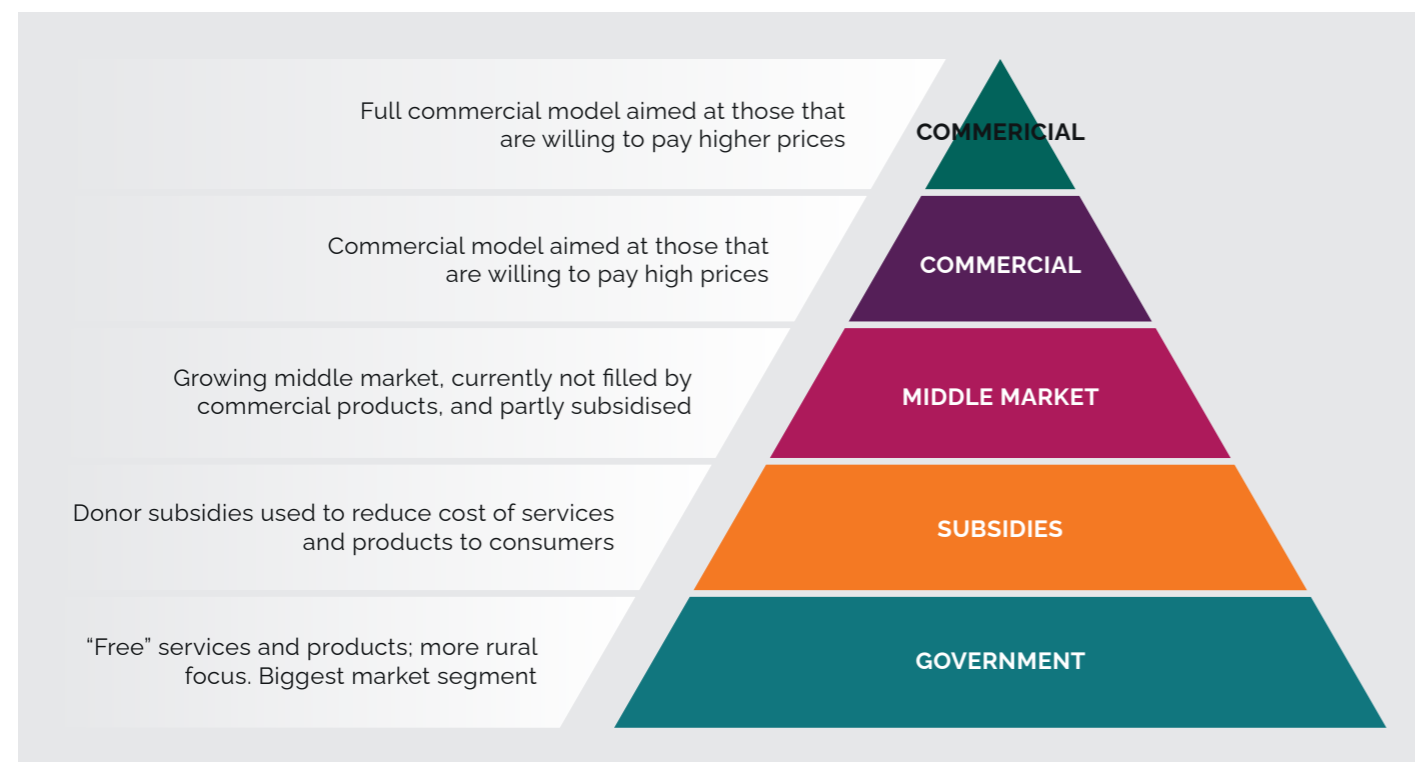 Full commercial model aimed at those that
are willing to pay higher prices
COMMERICIAL
Commercial model aimed at those that
are willing to pay high prices
COMMERCIAL
Growing middle market, currently not filled by
commercial products, and partly subsidised
MIDDLE MARKET
Donor subsidies used to reduce cost of services
and products to consumers
SUBSIDIES
“Free” services and products; more rural
focus. Biggest market segment
GOVERNMENT